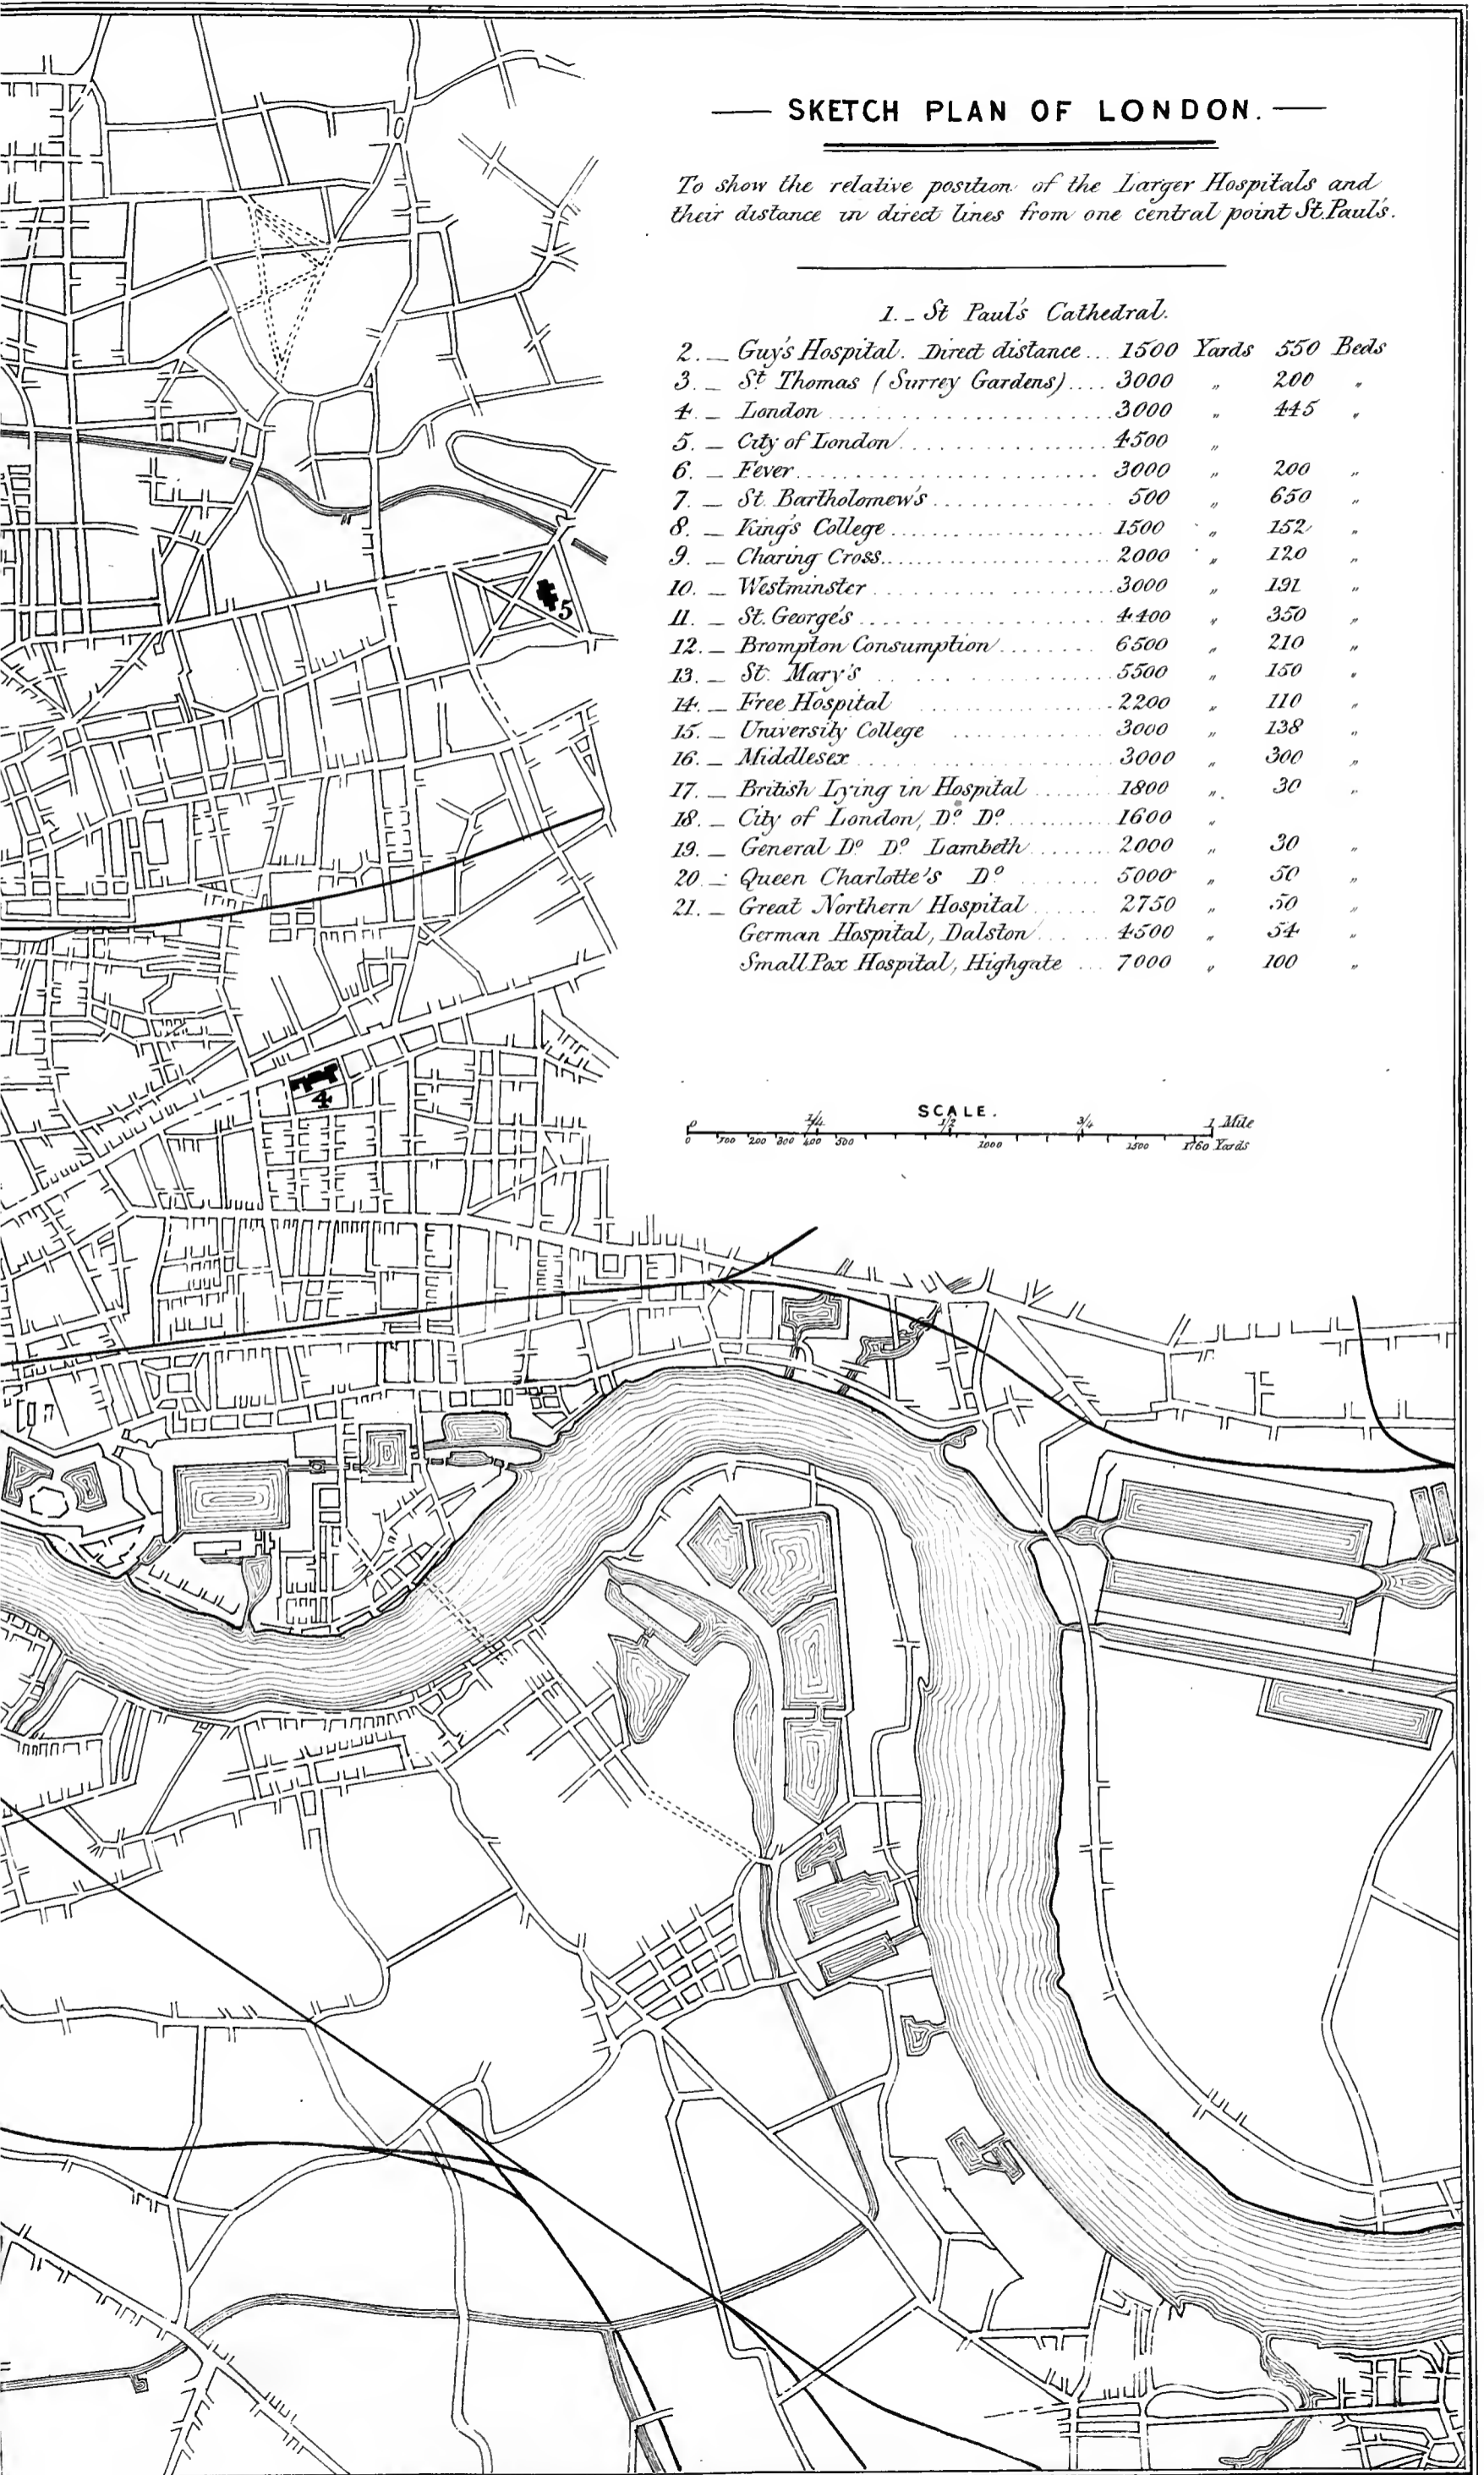 SKETCH PLAN OF LONDON.
To show the relative position of the Larger Hospitals and
their distance in direct lines from one central point St. Paul's.
1. _ St Paul's Cathedral.
2. _ Guy's Hospital. Direct distance... 1500 Yards 550 Beds
3. _ St Thomas (Surrey Gardens).... 3000 " 200 "
4. _ London.................... 3000 " 445 "
5. _ City of London.................. 4500 "
6. _ Fever.......................... 3000 " 200 "
7. _ St. Bartholomew's............... 500 " 650 "
8. _ King's College.................. 1500 " 152 "
9. _ Charing Cross................... 2000 " 120 "
10. _ Westminster.................... 3000 " 191 "
11. _ St. George's.................... 4400 " 350 "
12. _ Brompton Consumption......... 6500 " 210 "
13. _ St. Mary's.................... 5500 " 150 "
14. _ Free Hospital................. 2200 " 110 "
15. _ University College............ 3000 " 138 "
16. _ Middlesex..................... 3000 " 300 "
17. _ British Lying in Hospital....... 1800 " 30 "
18. _ City of London, Do Do.......... 1600 "
19. _ General Do Do Lambeth........ 2000 " 30 "
20. _ Queen Charlotte's Do........ 5000 " 50 "
21. _ Great Northern Hospital...... 2750 " 50 "
German Hospital, Dalston...... 4500 " 54 "
Small Pox Hospital, Highgate... 7000 " 100 "
5
4
SCALE.
0 1/4 1/2 3/4 1 Mile
0 100 200 300 400 500 1000 1500 1760 Yards